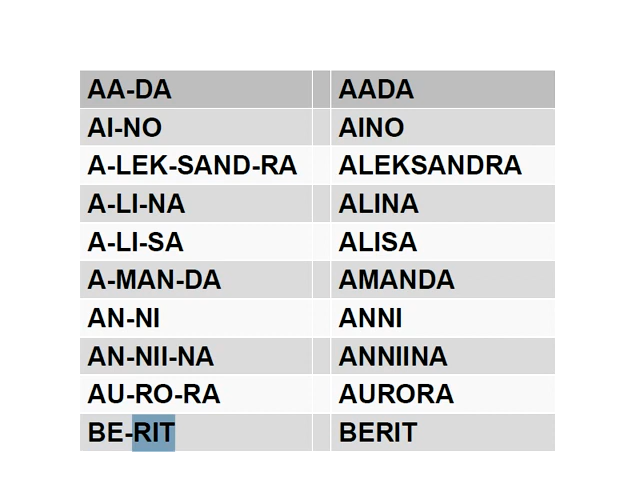 AA-DA AADA
AI-NO AINO
A-LEK-SAND-RA ALEKSANDRA
A-LI-NA ALINA
A-LI-SA ALISA
A-MAN-DA AMANDA
AN-NI ANNI
AN-NII-NA ANNIINA
AU-RO-RA AURORA
BE-RIT BERIT